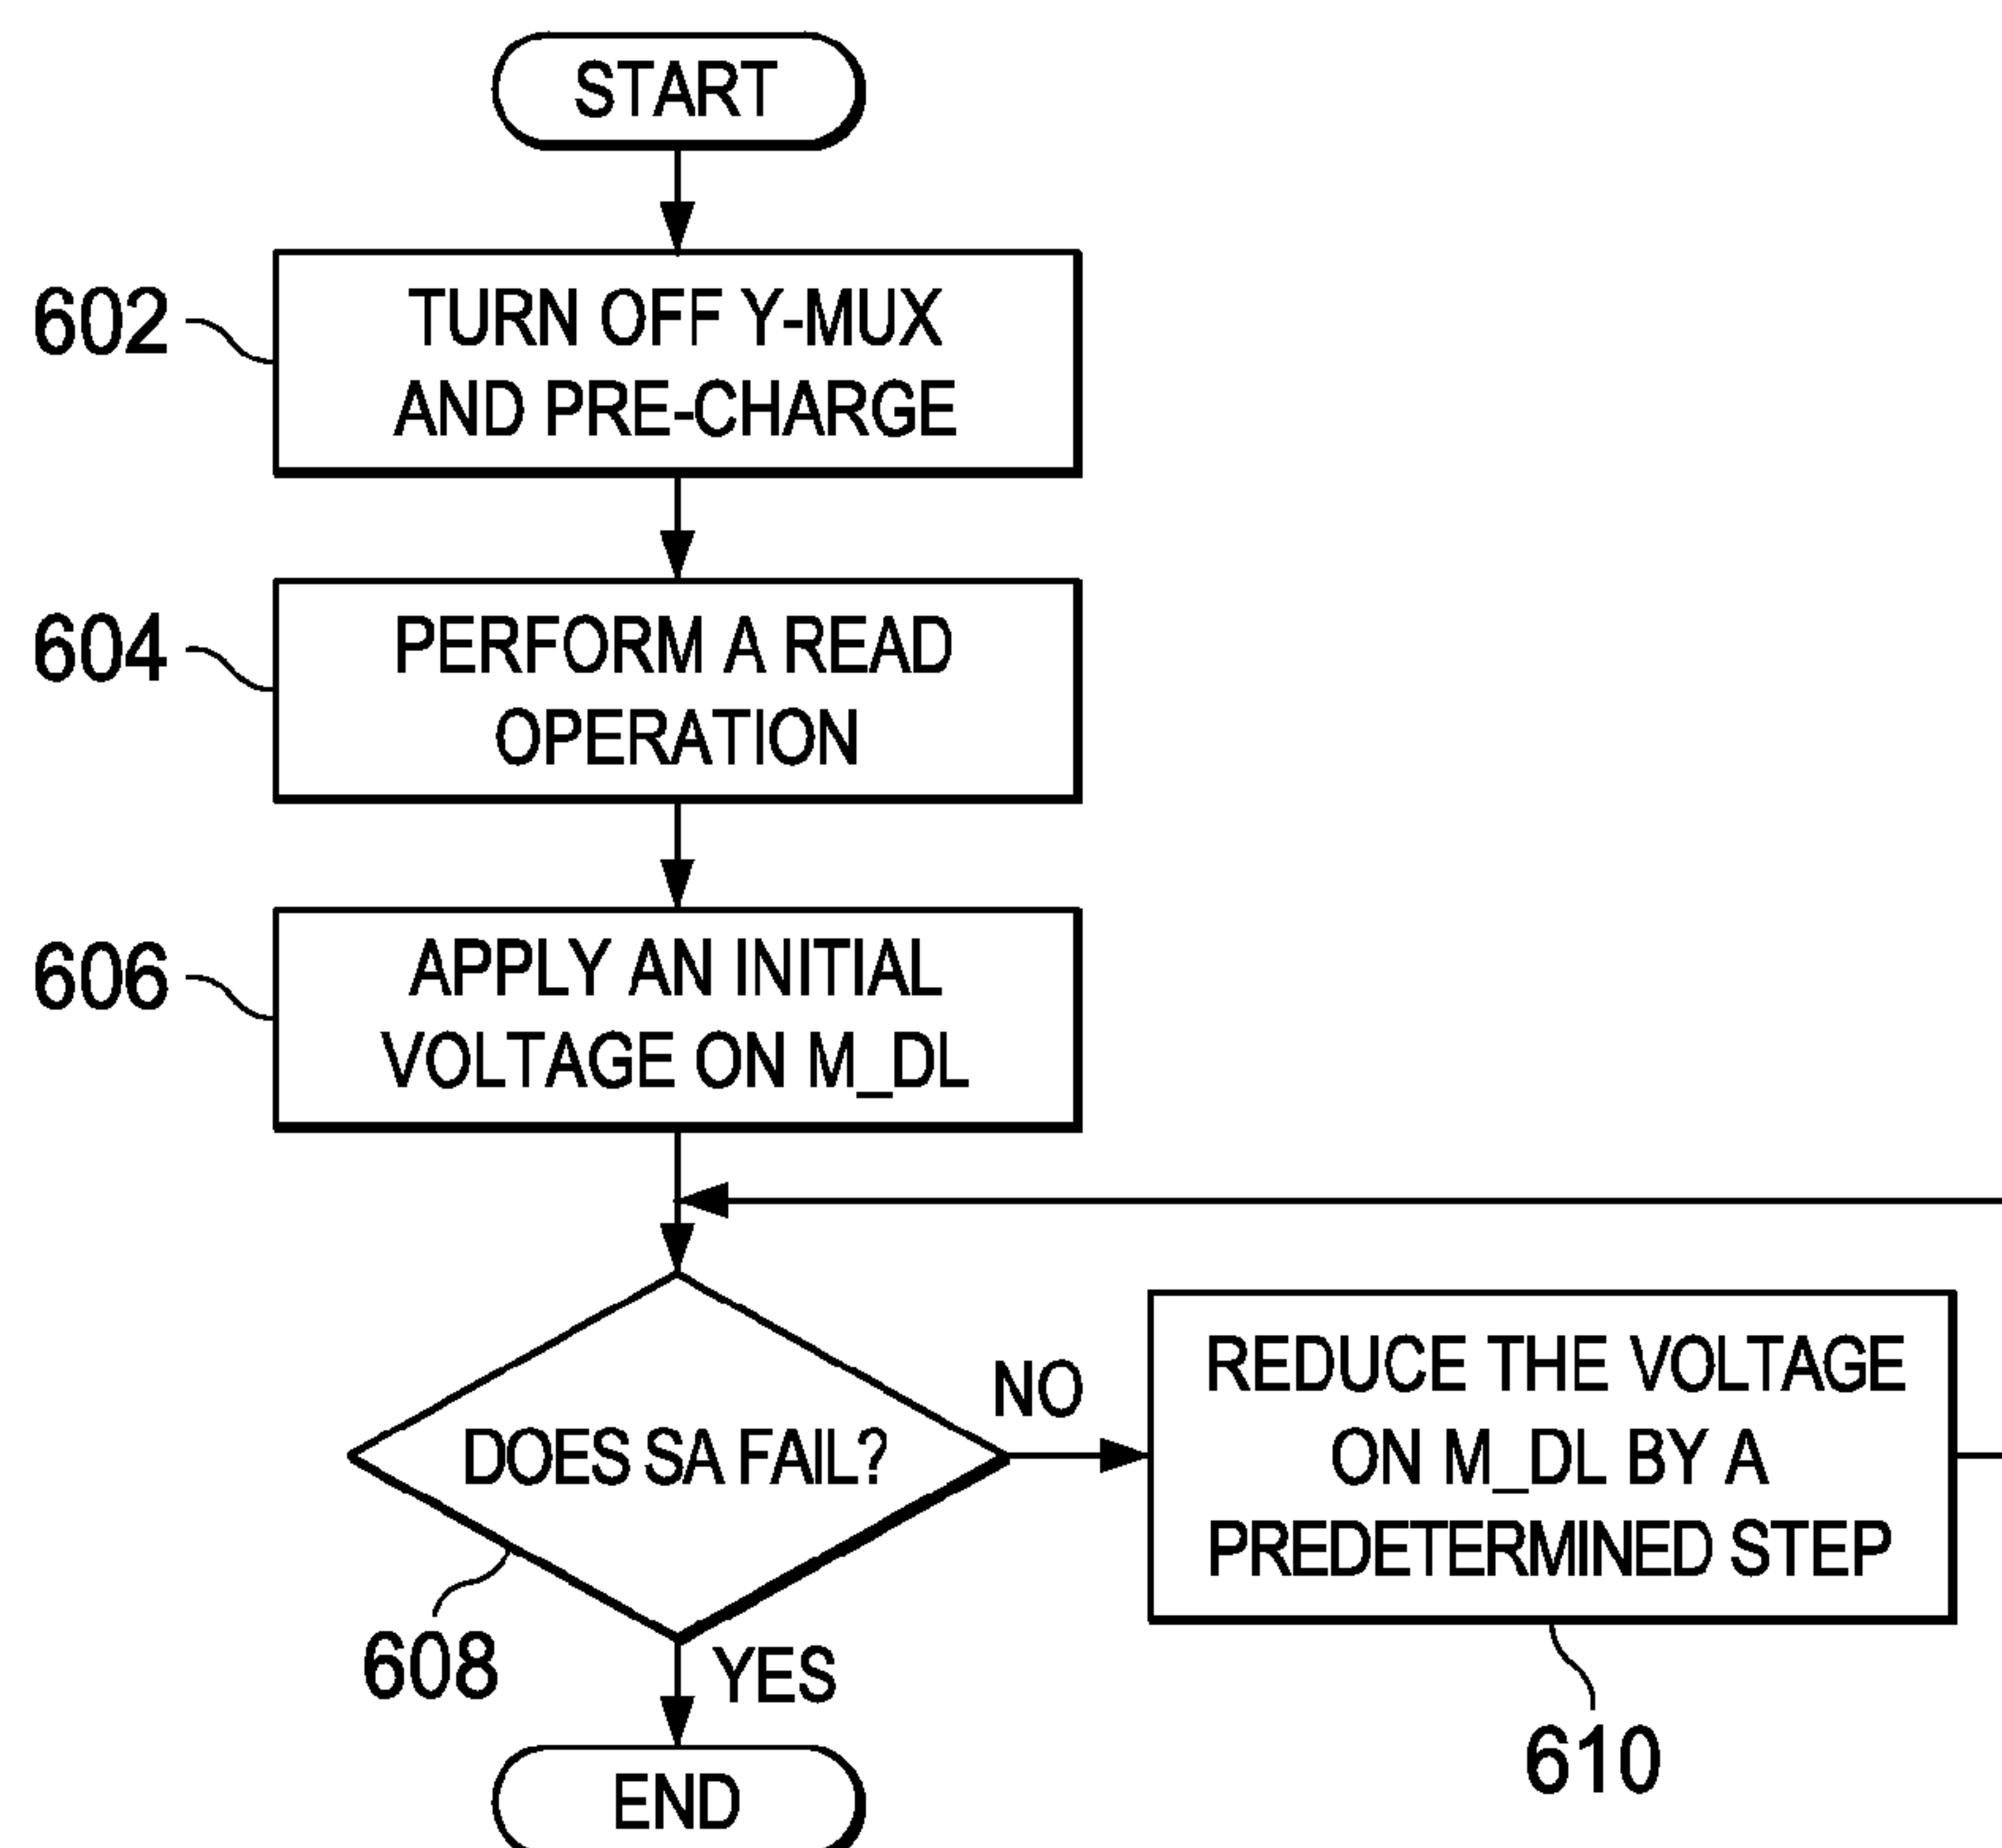 START
602
TURN OFF Y-MUX
AND PRE-CHARGE
604
PERFORM A READ
OPERATION
606
APPLY AN INITIAL
VOLTAGE ON M_DL
DOES SA FAIL?
608
NO
REDUCE THE VOLTAGE
ON M_DL BY A
PREDETERMINED STEP
610
YES
END